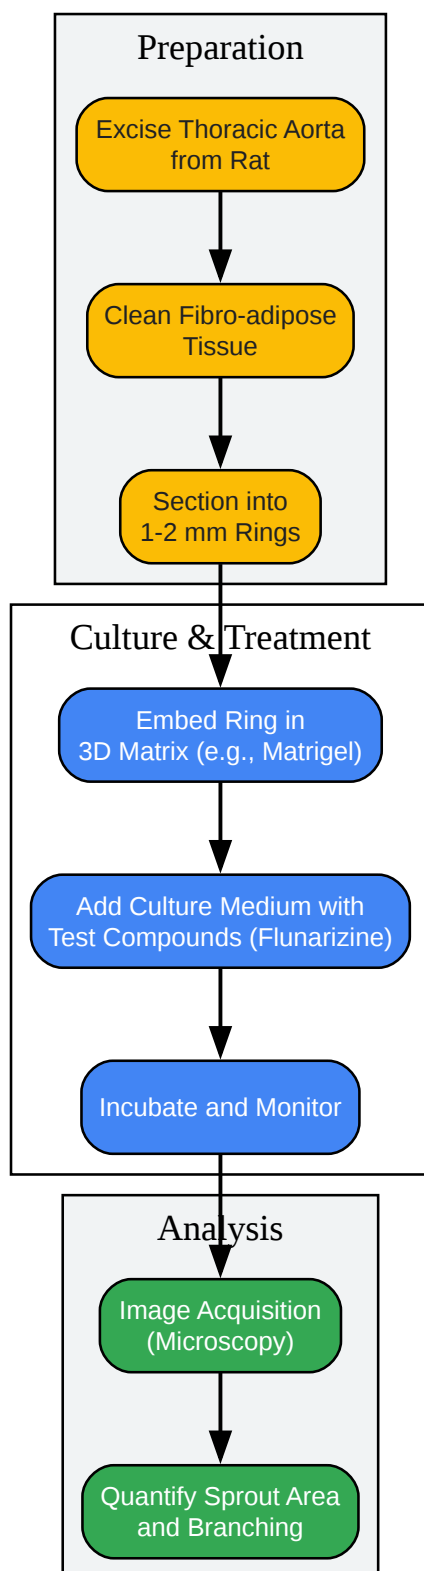 Preparation
Excise Thoracic Aorta
from Rat
Clean Fibro-adipose
Tissue
Section into
1-2 mm Rings
Culture & Treatment
Embed Ring in
3D Matrix (e.g., Matrigel)
Add Culture Medium with
Test Compounds (Flunarizine)
Incubate and Monitor
Analysis
Image Acquisition
(Microscopy)
Quantify Sprout Area
and Branching